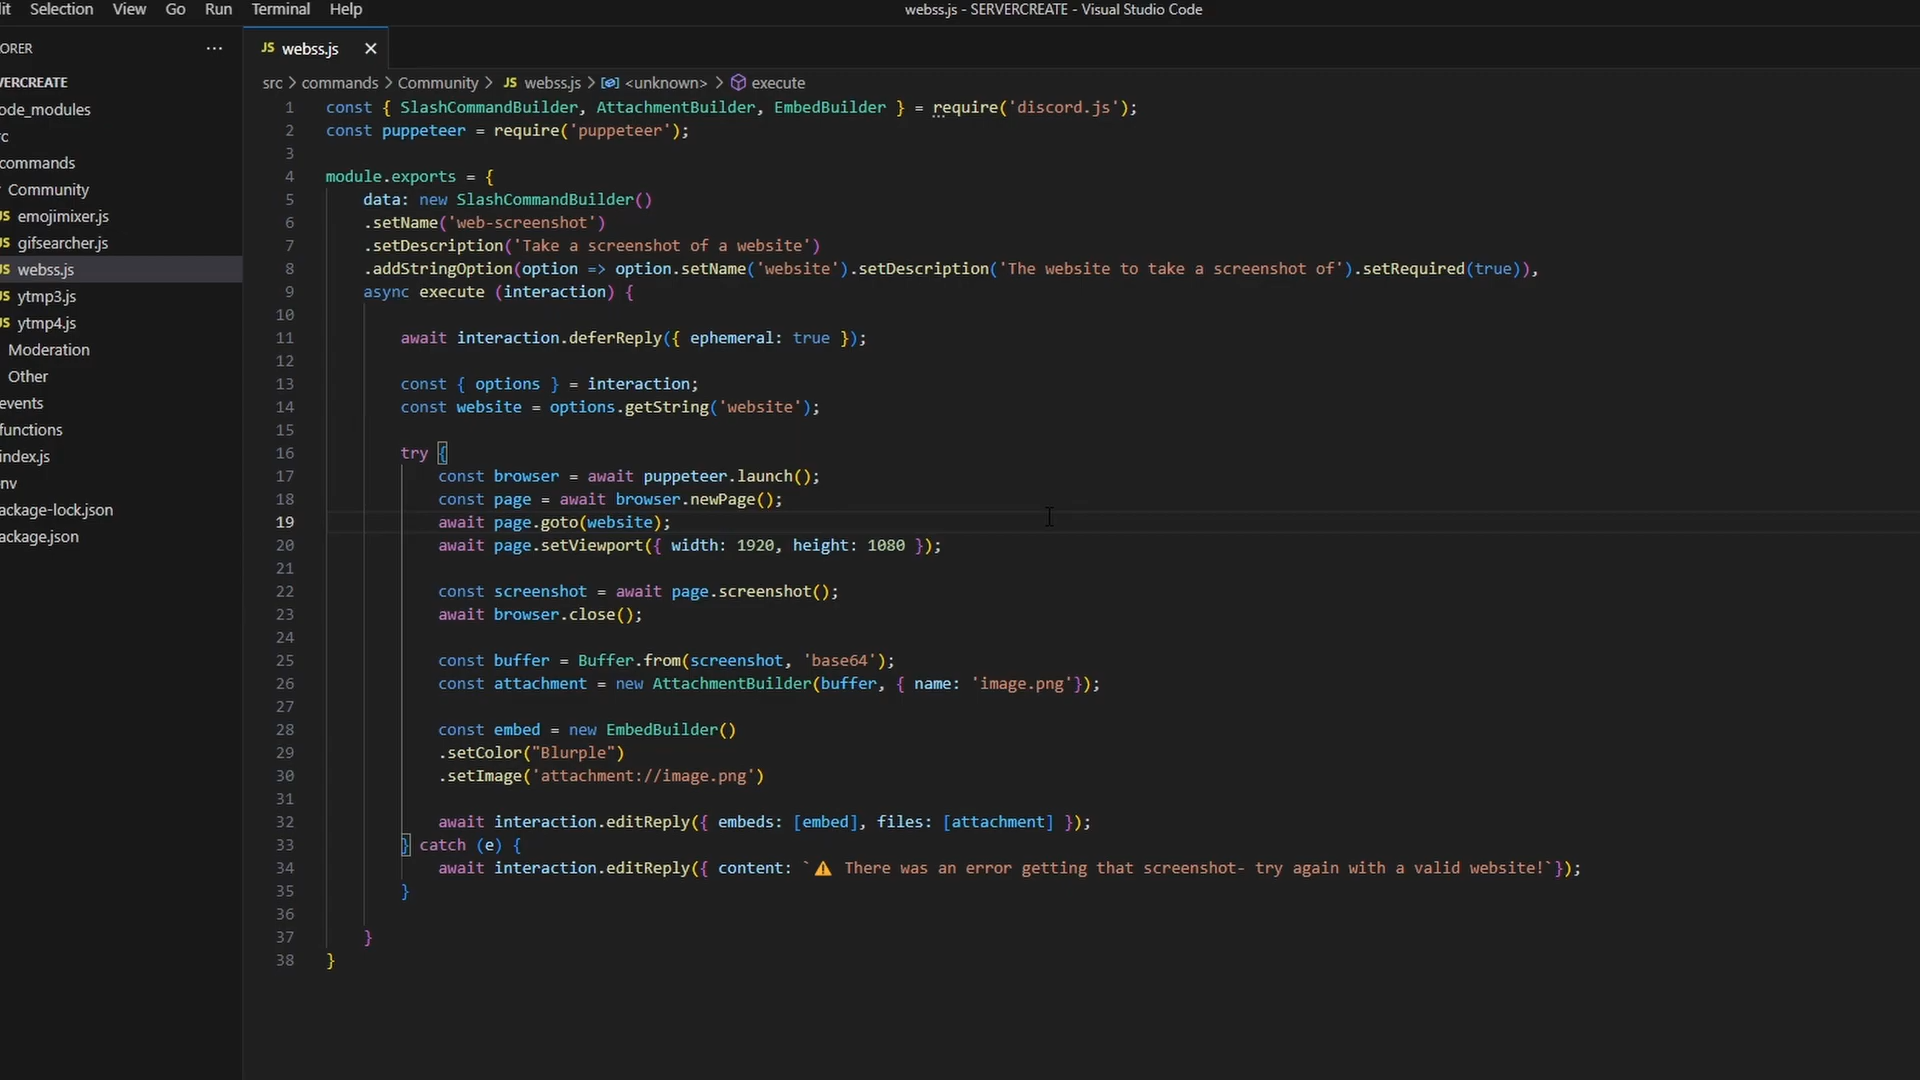 it Selection View Go Run Terminal Help
webss.js - SERVERCREATE - Visual Studio Code
ORER ···
VERCREATE
ode_modules
rc
commands
Community
JS emojimixer.js
JS gifsearcher.js
JS webss.js
JS ytmp3.js
JS ytmp4.js
Moderation
Other
events
functions
index.js
nv
ackage-lock.json
ackage.json
JS webss.js ×
src > commands > Community > JS webss.js > <unknown> > execute
1 const { SlashCommandBuilder, AttachmentBuilder, EmbedBuilder } = require('discord.js');
2 const puppeteer = require('puppeteer');
3
4 module.exports = {
5     data: new SlashCommandBuilder()
6     .setName('web-screenshot')
7     .setDescription('Take a screenshot of a website')
8     .addStringOption(option => option.setName('website').setDescription('The website to take a screenshot of').setRequired(true)),
9     async execute (interaction) {
10
11         await interaction.deferReply({ ephemeral: true });
12
13         const { options } = interaction;
14         const website = options.getString('website');
15
16         try {
17             const browser = await puppeteer.launch();
18             const page = await browser.newPage();
19             await page.goto(website);
20             await page.setViewport({ width: 1920, height: 1080 });
21
22             const screenshot = await page.screenshot();
23             await browser.close();
24
25             const buffer = Buffer.from(screenshot, 'base64');
26             const attachment = new AttachmentBuilder(buffer, { name: 'image.png'});
27
28             const embed = new EmbedBuilder()
29             .setColor("Blurple")
30             .setImage('attachment://image.png')
31
32             await interaction.editReply({ embeds: [embed], files: [attachment] });
33         } catch (e) {
34             await interaction.editReply({ content: `⚠️ There was an error getting that screenshot- try again with a valid website!`});
35         }
36
37     }
38 }